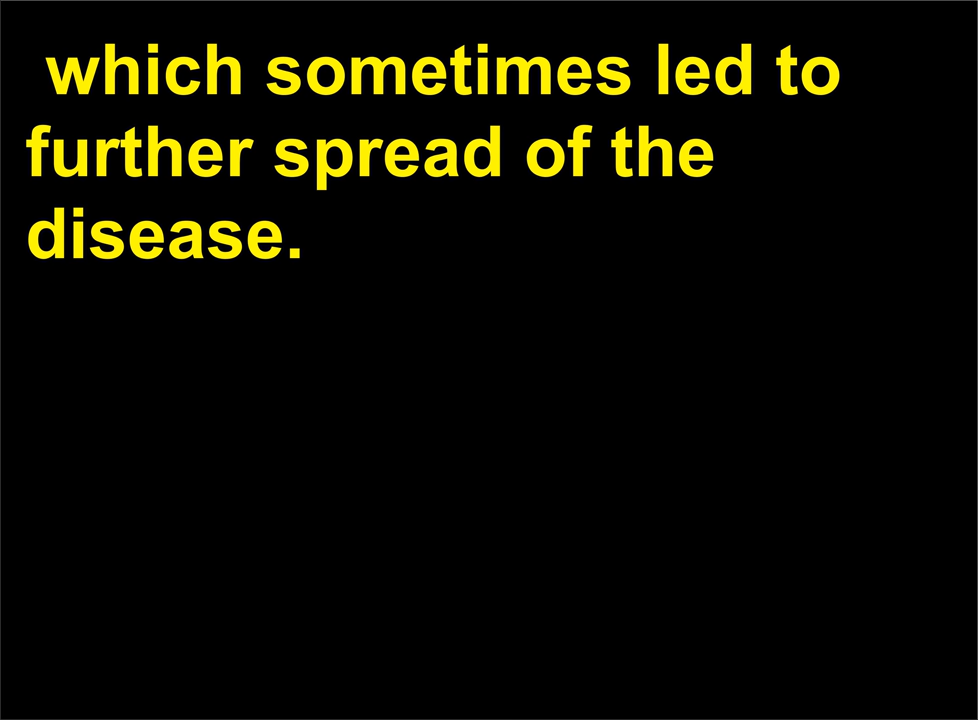 which sometimes led to
further spread of the
disease.